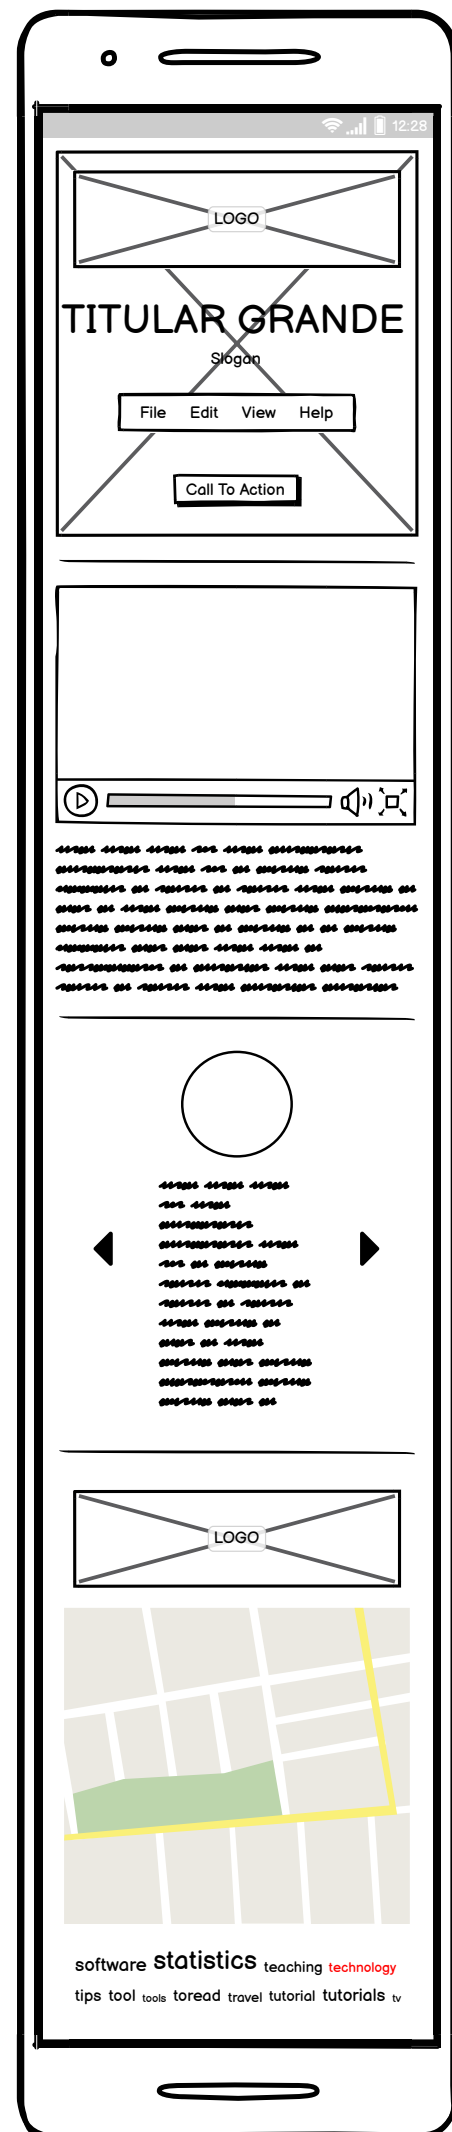 12:28
LOGO
TITULAR GRANDE
Slogan
File Edit View Help
Call To Action
LOGO
software statistics teaching technology
tips tool tools toread travel tutorial tutorials tv